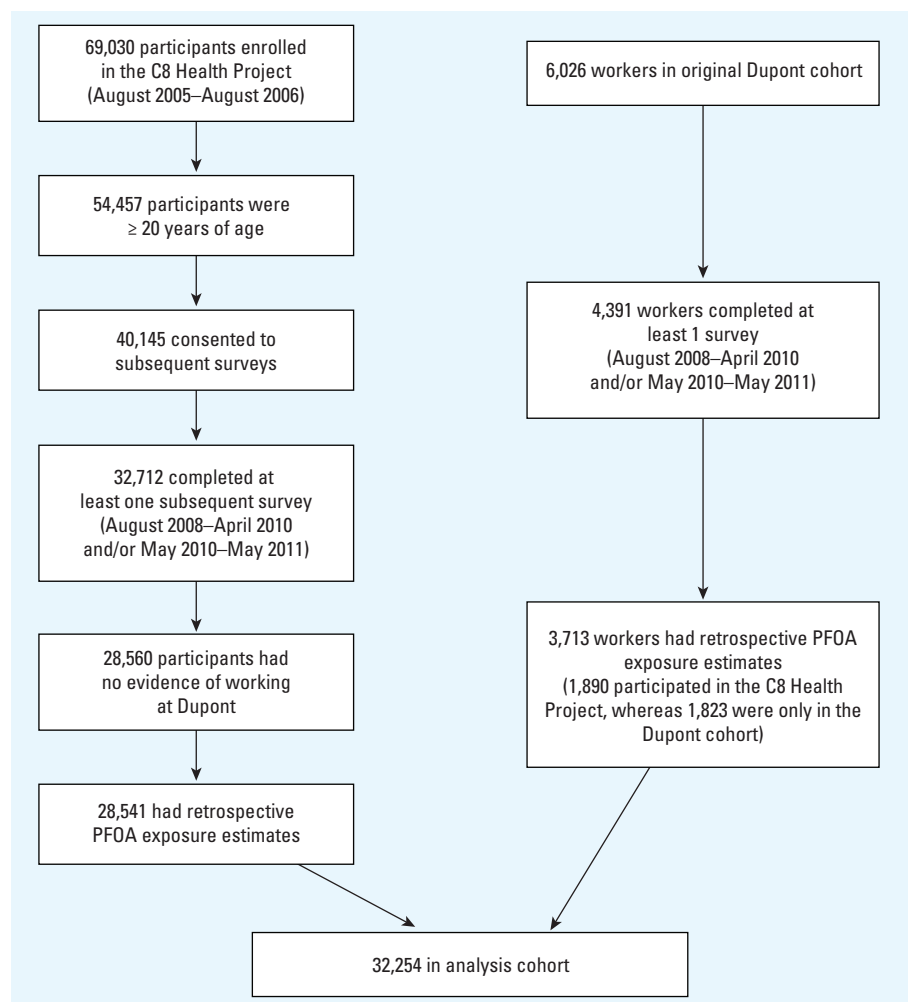 69,030 participants enrolled
in the C8 Health Project
(August 2005–August 2006)
54,457 participants were
≥ 20 years of age
40,145 consented to
subsequent surveys
32,712 completed at
least one subsequent survey
(August 2008–April 2010
and/or May 2010–May 2011)
28,560 participants had
no evidence of working
at Dupont
28,541 had retrospective
PFOA exposure estimates
6,026 workers in original Dupont cohort
4,391 workers completed at
least 1 survey
(August 2008–April 2010
and/or May 2010–May 2011)
3,713 workers had retrospective PFOA
exposure estimates
(1,890 participated in the C8 Health
Project, whereas 1,823 were only in the
Dupont cohort)
32,254 in analysis cohort